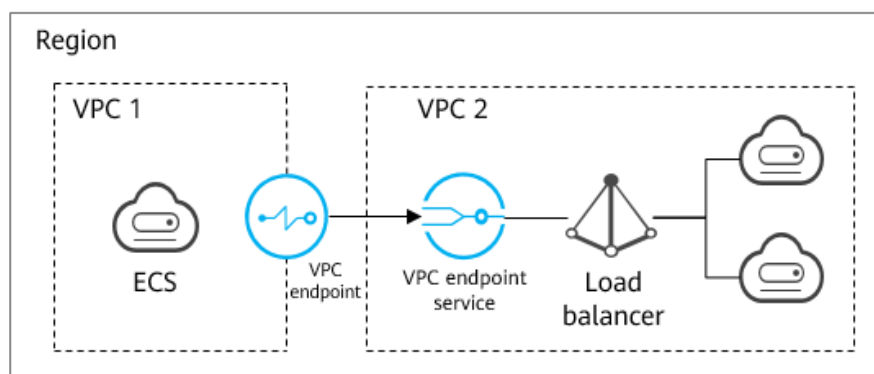 Region
VPC 1
VPC 2
ECS
VPC
endpoint
VPC endpoint
service
Load
balancer